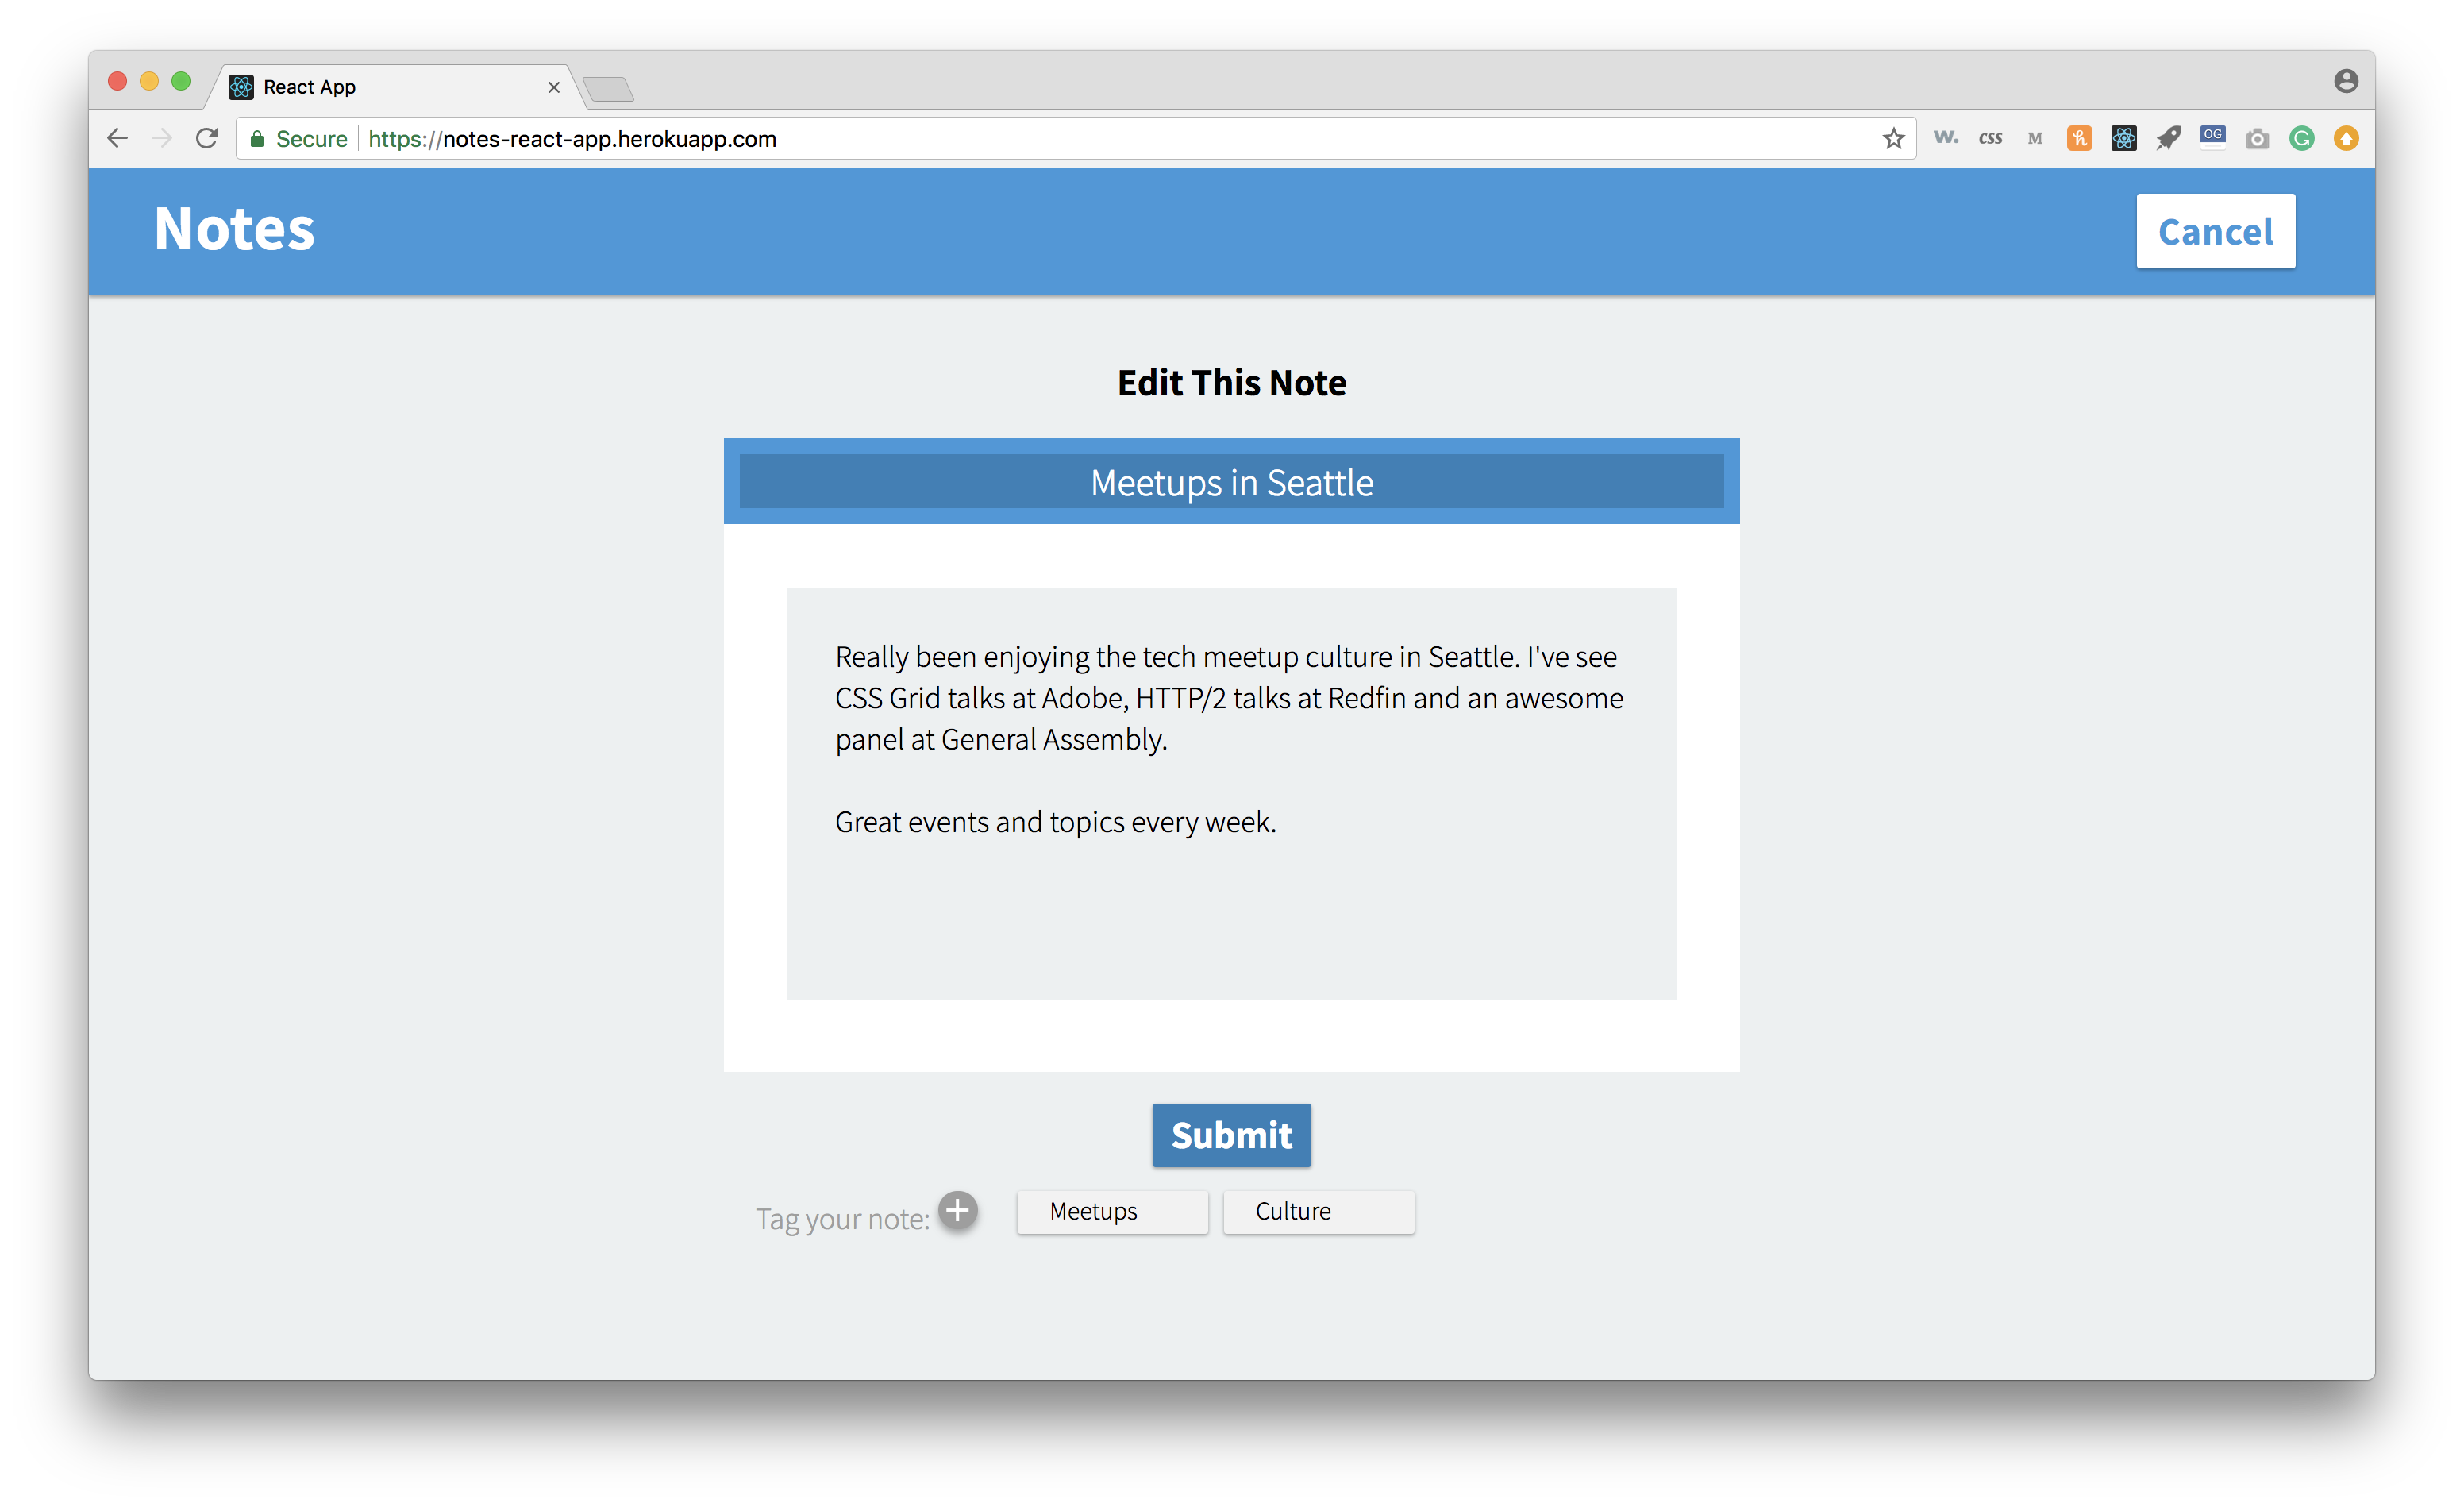 React App
Secure https://notes-react-app.herokuapp.com
W. CSS M h OG G
Notes
Cancel
Edit This Note
Meetups in Seattle
Really been enjoying the tech meetup culture in Seattle. I've see
CSS Grid talks at Adobe, HTTP/2 talks at Redfin and an awesome
panel at General Assembly.
Great events and topics every week.
Submit
Tag your note: Meetups Culture